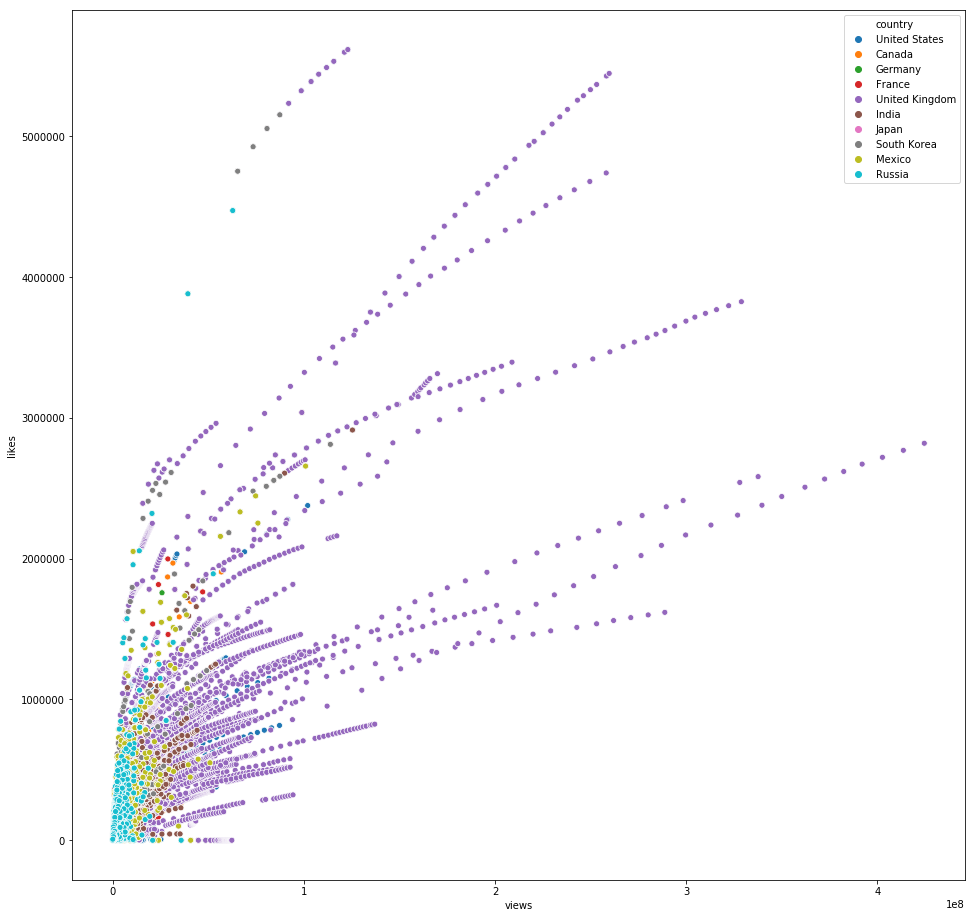 country
United States
Canada
Germany
France
United Kingdom
India
Japan
South Korea
Mexico
Russia
5000000
4000000
3000000
2000000
1000000
0
likes
0
1
2
3
4
1e8
views